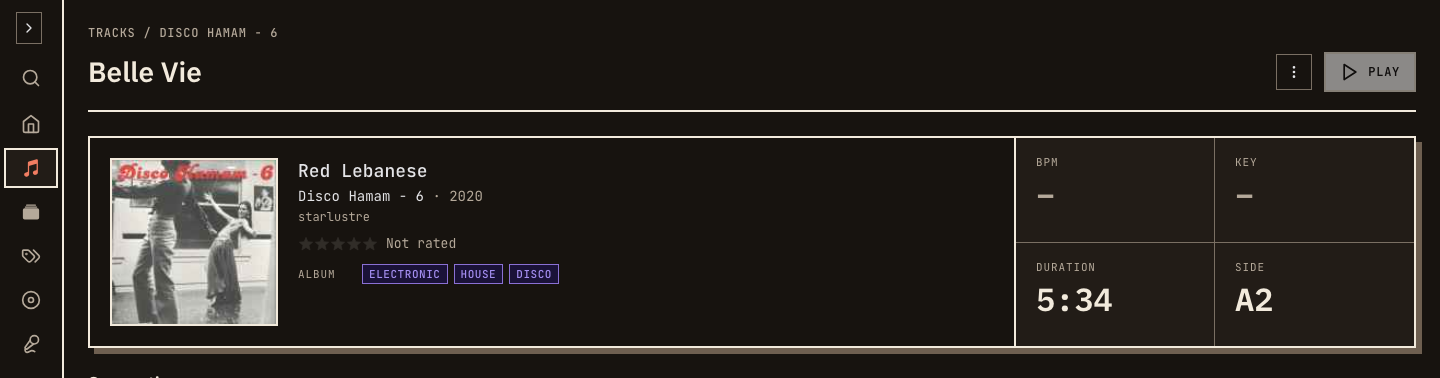 TRACKS / DISCO HAMAM - 6
Belle Vie
PLAY
Disco Hamam - 6
Red Lebanese
Disco Hamam - 6 · 2020
starlustre
Not rated
ALBUM ELECTRONIC HOUSE DISCO
BPM
–
KEY
–
DURATION
5:34
SIDE
A2